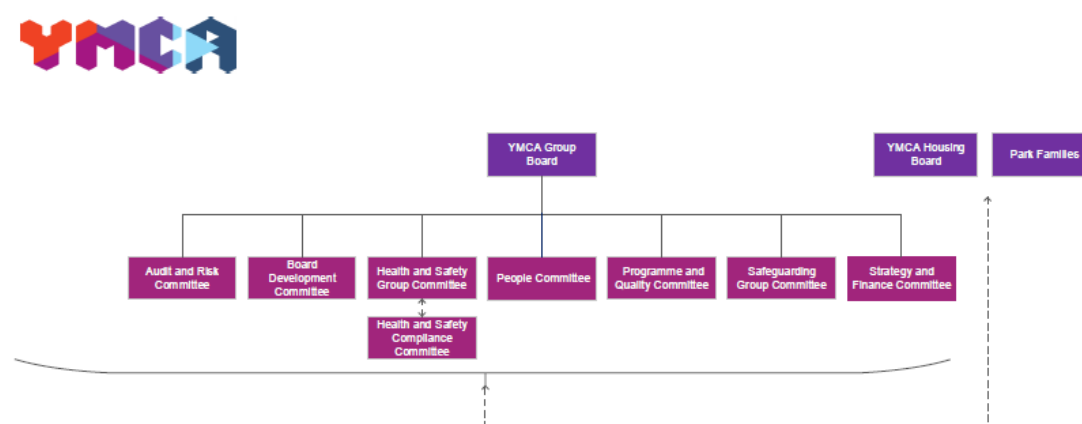 YMCA
YMCA Group
Board
YMCA Housing
Board
Park Families
Audit and Risk
Committee
Board
Development
Committee
Health and Safety
Group Committee
People Committee
Programme and
Quality Committee
Safeguarding
Group Committee
Strategy and
Finance Committee
Health and Safety
Compliance
Committee